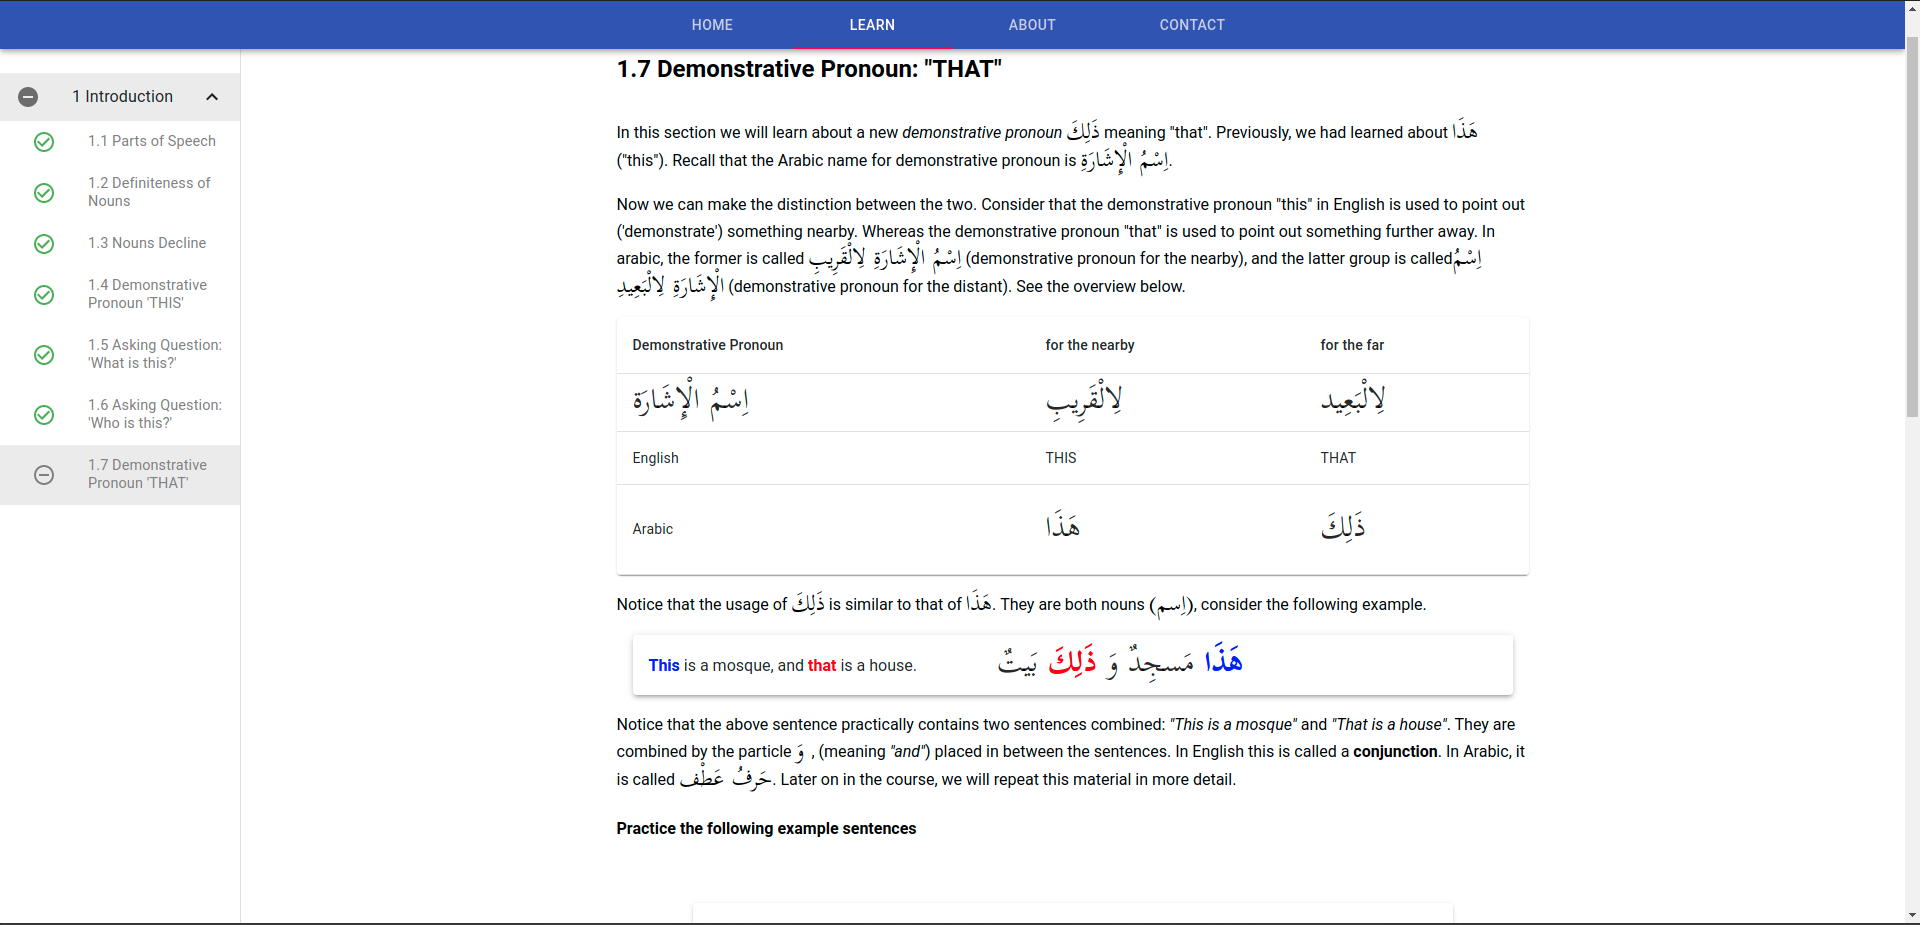 HOME
LEARN
ABOUT
CONTACT
1 Introduction
1.1 Parts of Speech
1.2 Definiteness of
Nouns
1.3 Nouns Decline
1.4 Demonstrative
Pronoun 'THIS'
1.5 Asking Question:
'What is this?'
1.6 Asking Question:
'Who is this?'
1.7 Demonstrative
Pronoun 'THAT'
1.7 Demonstrative Pronoun: "THAT"
In this section we will learn about a new demonstrative pronoun ذَلِكَ meaning "that". Previously, we had learned about هَذَا
("this"). Recall that the Arabic name for demonstrative pronoun is اِسْمُ الْإِشَارَةِ.
Now we can make the distinction between the two. Consider that the demonstrative pronoun "this" in English is used to point out
('demonstrate') something nearby. Whereas the demonstrative pronoun "that" is used to point out something further away. In
arabic, the former is called اِسْمُ الْإِشَارَةِ لِالْقَرِيبِ (demonstrative pronoun for the nearby), and the latter group is called اِسْمُ
الْإِشَارَةِ لِالْبَعِيدِ (demonstrative pronoun for the distant). See the overview below.
Demonstrative Pronoun for the nearby for the far
اِسْمُ الْإِشَارَة لِالْقَرِيبِ لِالْبَعِيد
English THIS THAT
Arabic هَذَا ذَلِكَ
Notice that the usage of ذَلِكَ is similar to that of هَذَا. They are both nouns (اِسم), consider the following example.
This is a mosque, and that is a house. هَذَا مَسجِدٌ وَ ذَلِكَ بَيتٌ
Notice that the above sentence practically contains two sentences combined: "This is a mosque" and "That is a house". They are
combined by the particle وَ , (meaning "and") placed in between the sentences. In English this is called a conjunction. In Arabic, it
is called حَرفُ عَطْف. Later on in the course, we will repeat this material in more detail.
Practice the following example sentences